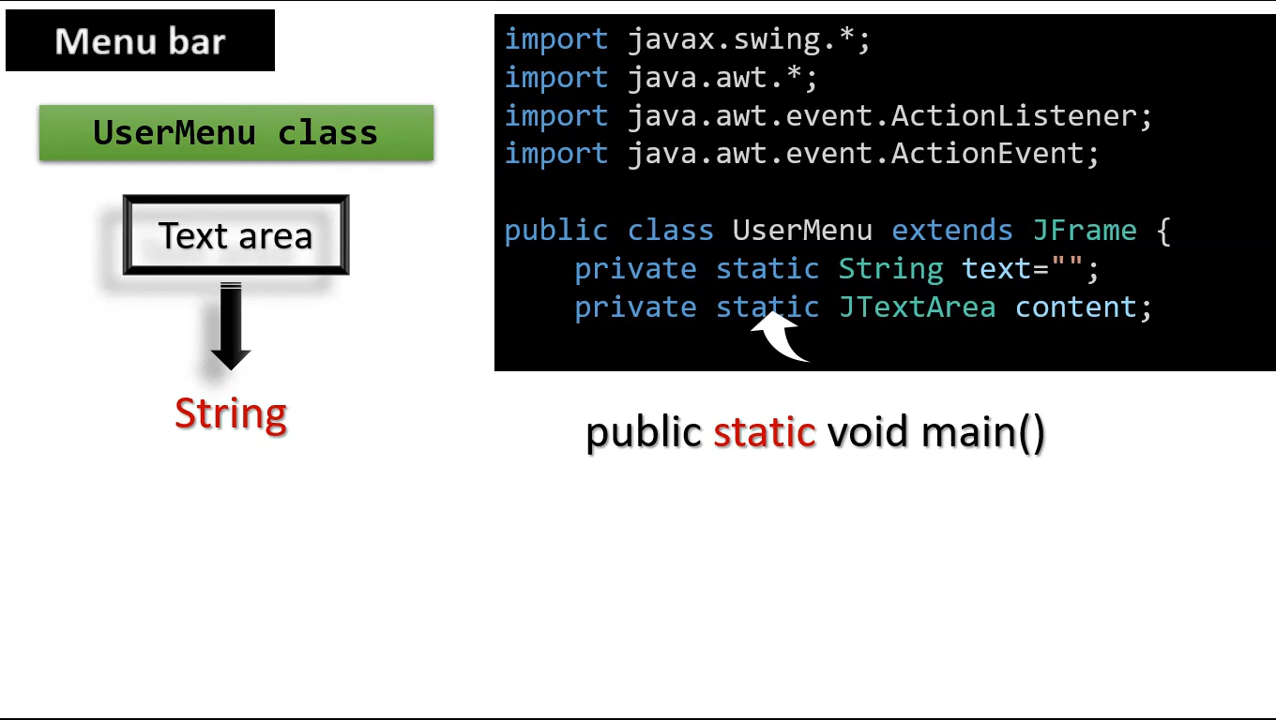 Menu bar
UserMenu class
Text area
String
import javax.swing.*;
import java.awt.*;
import java.awt.event.ActionListener;
import java.awt.event.ActionEvent;
public class UserMenu extends JFrame {
    private static String text="";
    private static JTextArea content;
public static void main()